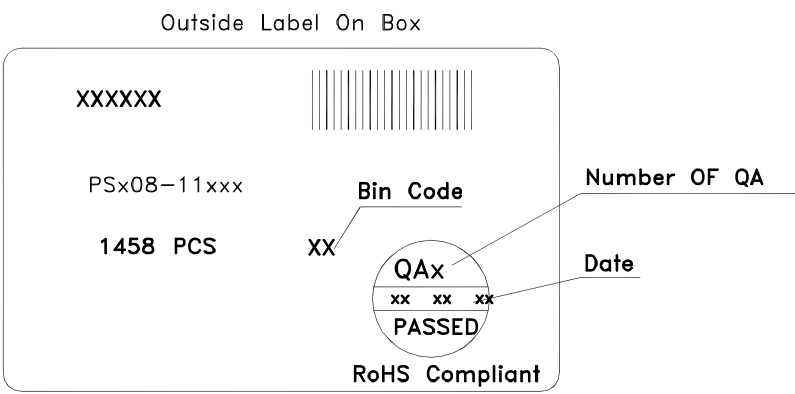 Outside Label On Box
XXXXXX
PSx08-11xxx
Bin Code
Number OF QA
1458 PCS
XX
QAx
Date
xx xx xx
PASSED
RoHS Compliant